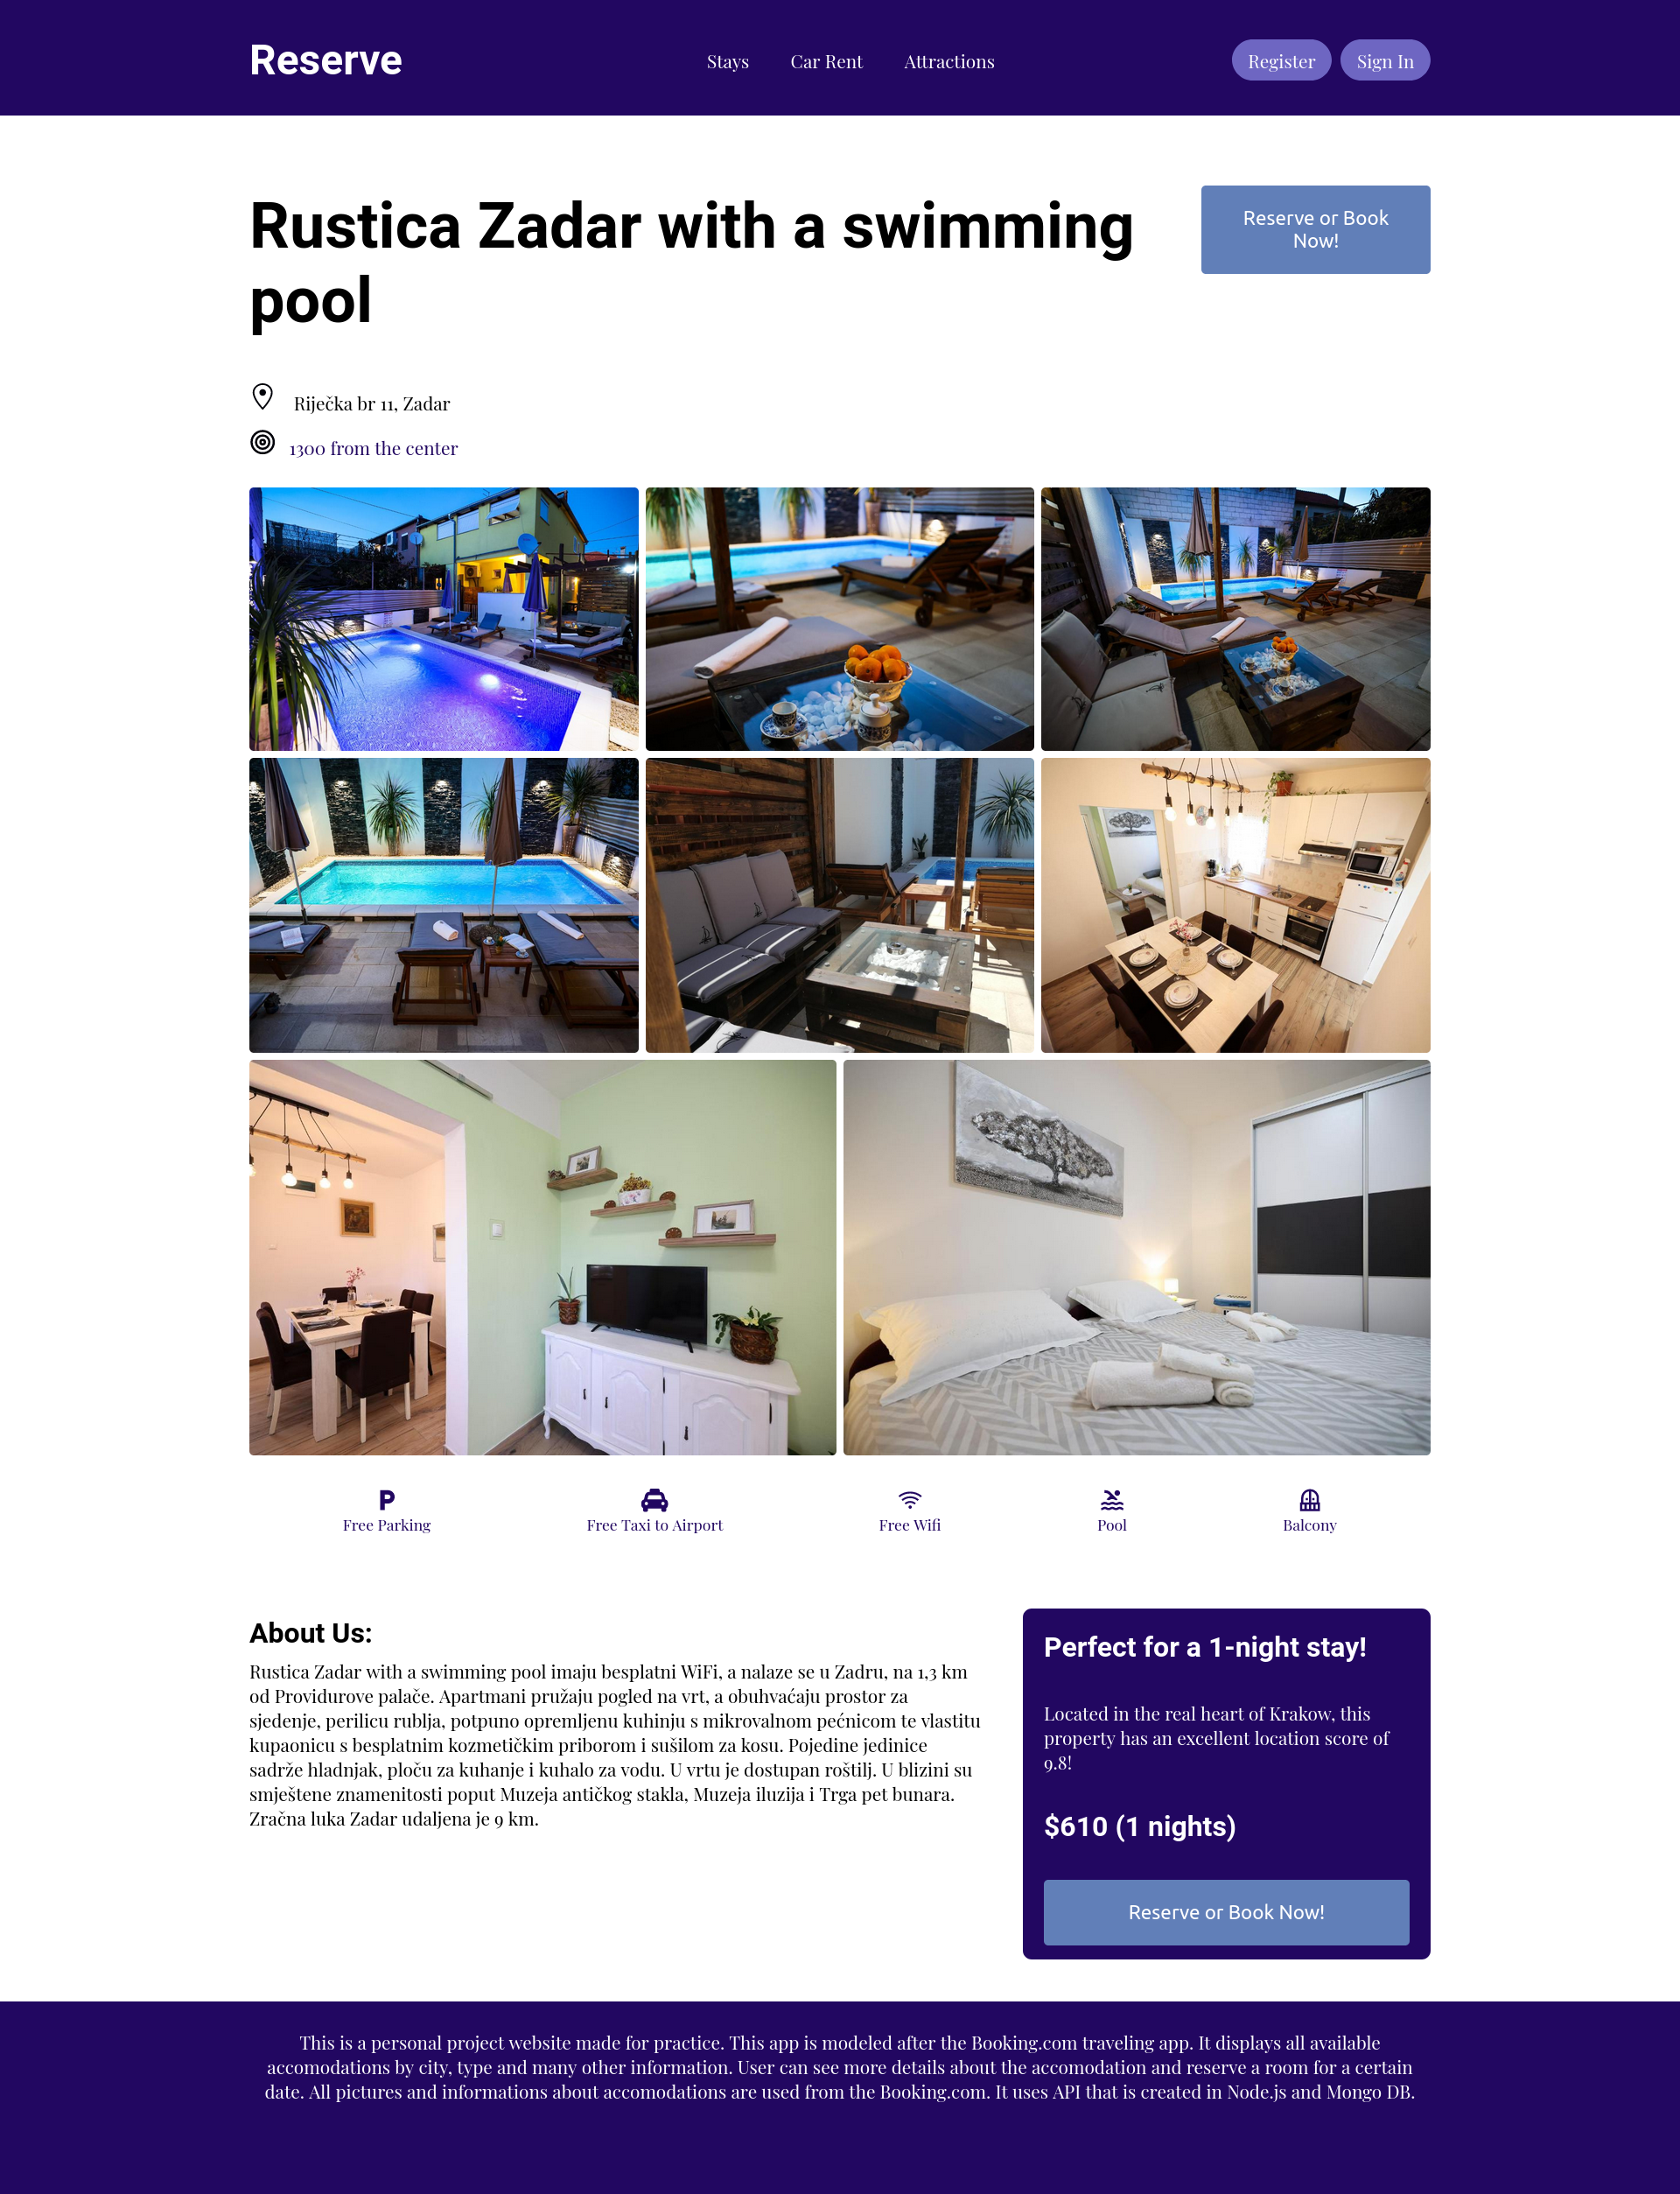 Reserve
Stays
Car Rent
Attractions
Register
Sign In
Rustica Zadar with a swimming
pool
Reserve or Book
Now!
Riječka br 11, Zadar
1300 from the center
Free Parking
Free Taxi to Airport
Free Wifi
Pool
Balcony
About Us:
Rustica Zadar with a swimming pool imaju besplatni WiFi, a nalaze se u Zadru, na 1,3 km
od Providurove palače. Apartmani pružaju pogled na vrt, a obuhvaćaju prostor za
sjedenje, perilicu rublja, potpuno opremljenu kuhinju s mikrovalnom pećnicom te vlastitu
kupaonicu s besplatnim kozmetičkim priborom i sušilom za kosu. Pojedine jedinice
sadrže hladnjak, ploču za kuhanje i kuhalo za vodu. U vrtu je dostupan roštilj. U blizini su
smještene znamenitosti poput Muzeja antičkog stakla, Muzeja iluzija i Trga pet bunara.
Zračna luka Zadar udaljena je 9 km.
Perfect for a 1-night stay!
Located in the real heart of Krakow, this
property has an excellent location score of
9.8!
$610 (1 nights)
Reserve or Book Now!
This is a personal project website made for practice. This app is modeled after the Booking.com traveling app. It displays all available
accomodations by city, type and many other information. User can see more details about the accomodation and reserve a room for a certain
date. All pictures and informations about accomodations are used from the Booking.com. It uses API that is created in Node.js and Mongo DB.